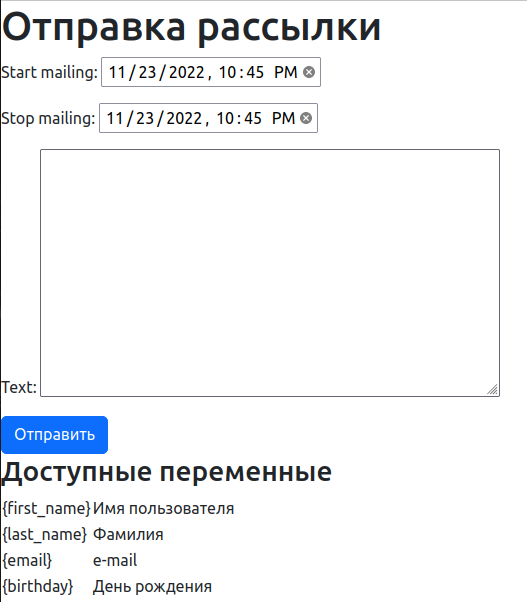 Отправка рассылки
Start mailing: 11/23/2022, 10:45 PM
Stop mailing: 11/23/2022, 10:45 PM
Text:
Отправить
Доступные переменные
{first_name} Имя пользователя
{last_name} Фамилия
{email} e-mail
{birthday} День рождения